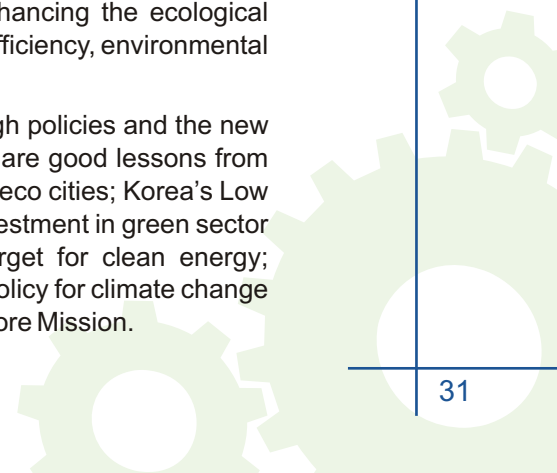 hancing the ecological
fficiency, environmental
gh policies and the new
are good lessons from
eco cities; Korea's Low
estment in green sector
rget for clean energy;
olicy for climate change
ore Mission.
31